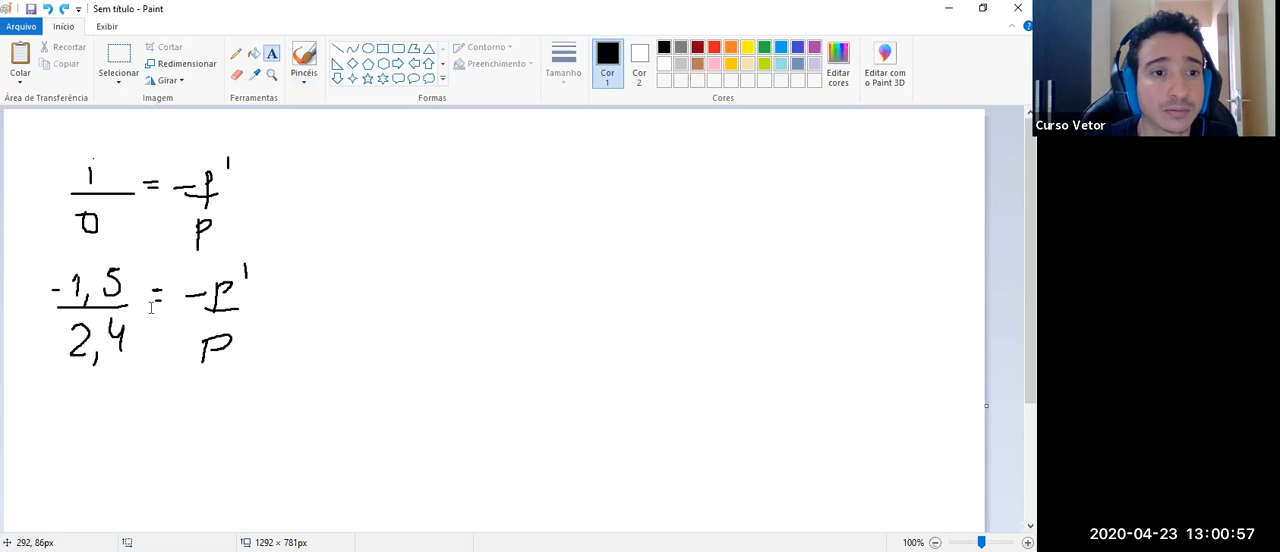 Sem título - Paint
Arquivo
Início
Exibir
Colar
Recortar
Copiar
Área de Transferência
Selecionar
Cortar
Redimensionar
Girar
Imagem
A
Ferramentas
Pincéis
Contorno
Preenchimento
Formas
Tamanho
Cor
1
Cor
2
Editar
cores
Cores
Editar com
o Paint 3D
Curso Vetor
i/o = -p'/p
-1,5/2,4 = -p'/p
292, 86px
1292 × 781px
100%
2020-04-23 13:00:57